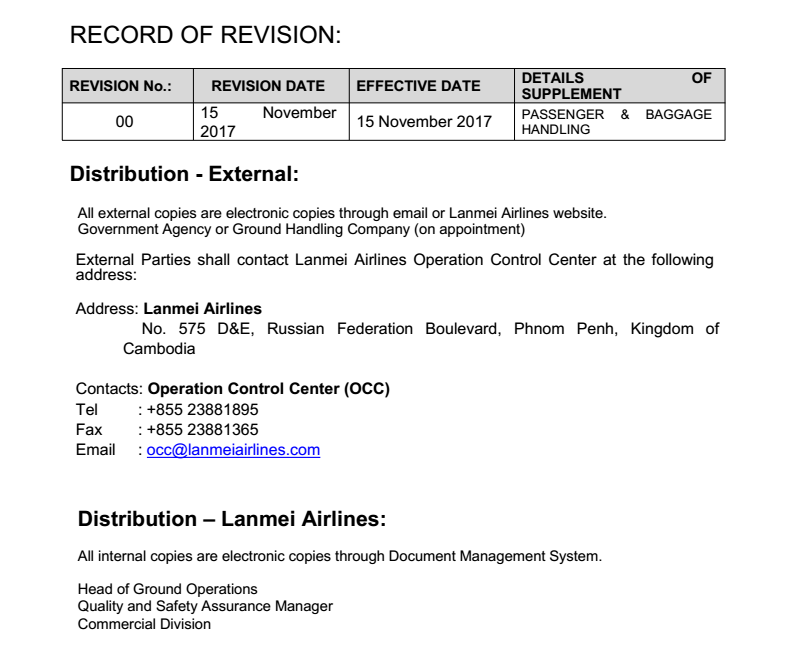 RECORD OF REVISION:
REVISION No.: REVISION DATE EFFECTIVE DATE DETAILS OF SUPPLEMENT
00 15 November 2017 15 November 2017 PASSENGER & BAGGAGE HANDLING
Distribution - External:
All external copies are electronic copies through email or Lanmei Airlines website.
Government Agency or Ground Handling Company (on appointment)
External Parties shall contact Lanmei Airlines Operation Control Center at the following
address:
Address: Lanmei Airlines
No. 575 D&E, Russian Federation Boulevard, Phnom Penh, Kingdom of
Cambodia
Contacts: Operation Control Center (OCC)
Tel : +855 23881895
Fax : +855 23881365
Email : occ@lanmeiairlines.com
Distribution – Lanmei Airlines:
All internal copies are electronic copies through Document Management System.
Head of Ground Operations
Quality and Safety Assurance Manager
Commercial Division